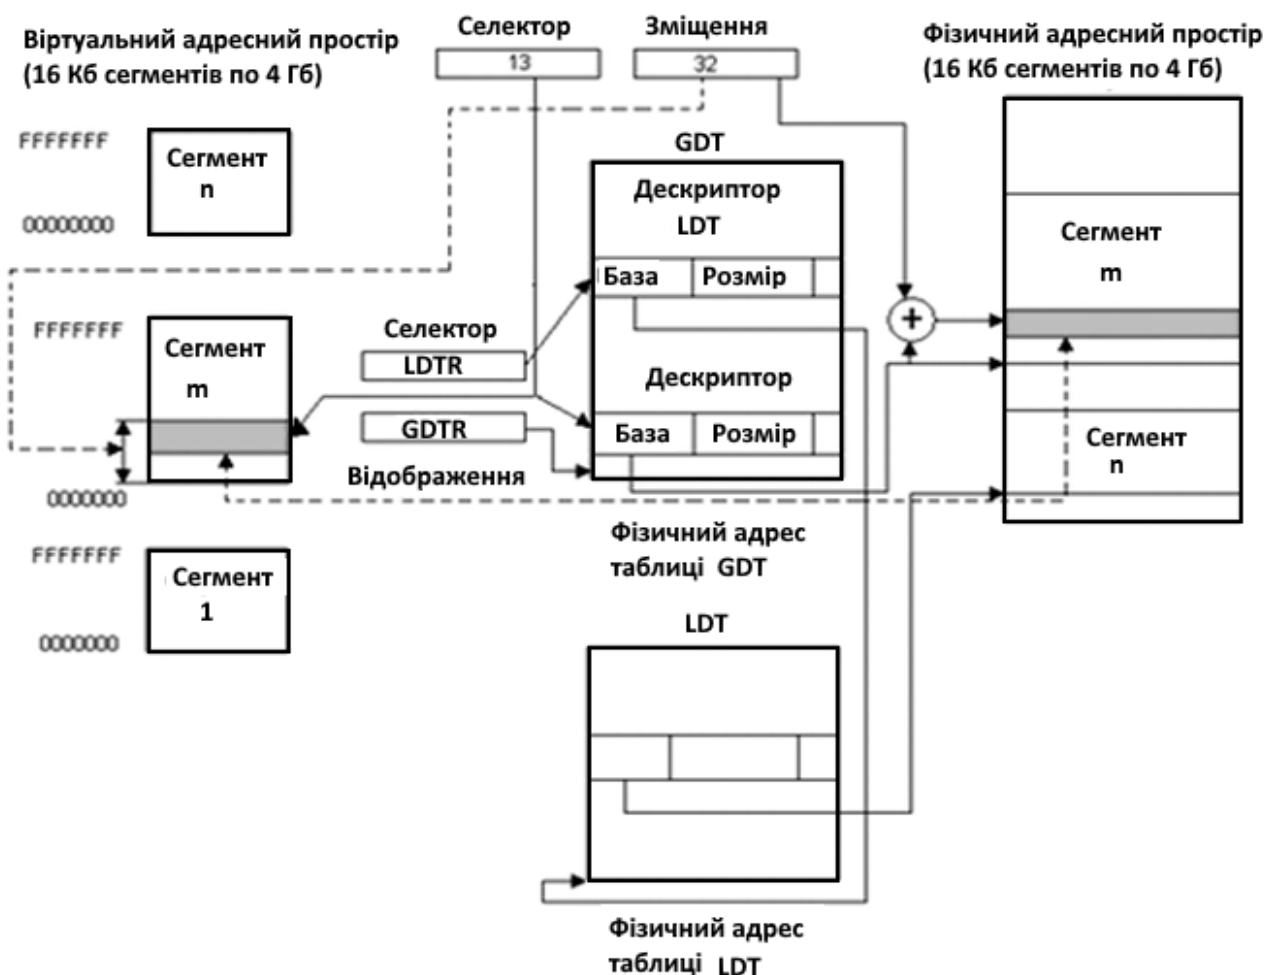 Віртуальний адресний простір
(16 Кб сегментів по 4 Гб)
Селектор
13
Зміщення
32
Фізичний адресний простір
(16 Кб сегментів по 4 Гб)
FFFFFFF
00000000
Сегмент
n
GDT
Дескриптор
LDT
База
Розмір
Сегмент
m
+
FFFFFFF
0000000
Сегмент
m
Селектор
LDTR
GDTR
Відображення
Дескриптор
База
Розмір
Сегмент
n
Фізичний адрес
таблиці GDT
FFFFFFF
0000000
Сегмент
1
LDT
Фізичний адрес
таблиці LDT